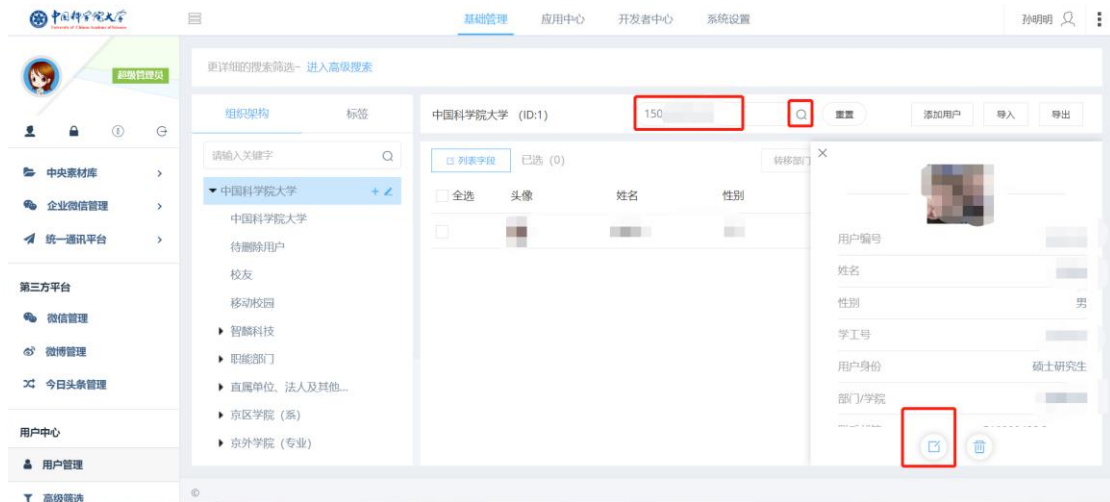 中国科学院大学
University of Chinese Academy of Sciences
基础管理 应用中心 开发者中心 系统设置
孙明明
超级管理员
更详细的搜索筛选- 进入高级搜索
组织架构 标签
中国科学院大学 (ID:1)
150
重置
添加用户 导入 导出
请输入关键字
列表字段 已选 (0) 转移部门
中央素材库
企业微信管理
统一通讯平台
第三方平台
微信管理
微博管理
今日头条管理
用户中心
用户管理
高级筛选
中国科学院大学
中国科学院大学
待删除用户
校友
移动校园
智麟科技
职能部门
直属单位、法人及其他...
京区学院 (系)
京外学院 (专业)
全选 头像 姓名 性别
用户编号
姓名
性别 男
学工号
用户身份 硕士研究生
部门/学院
©